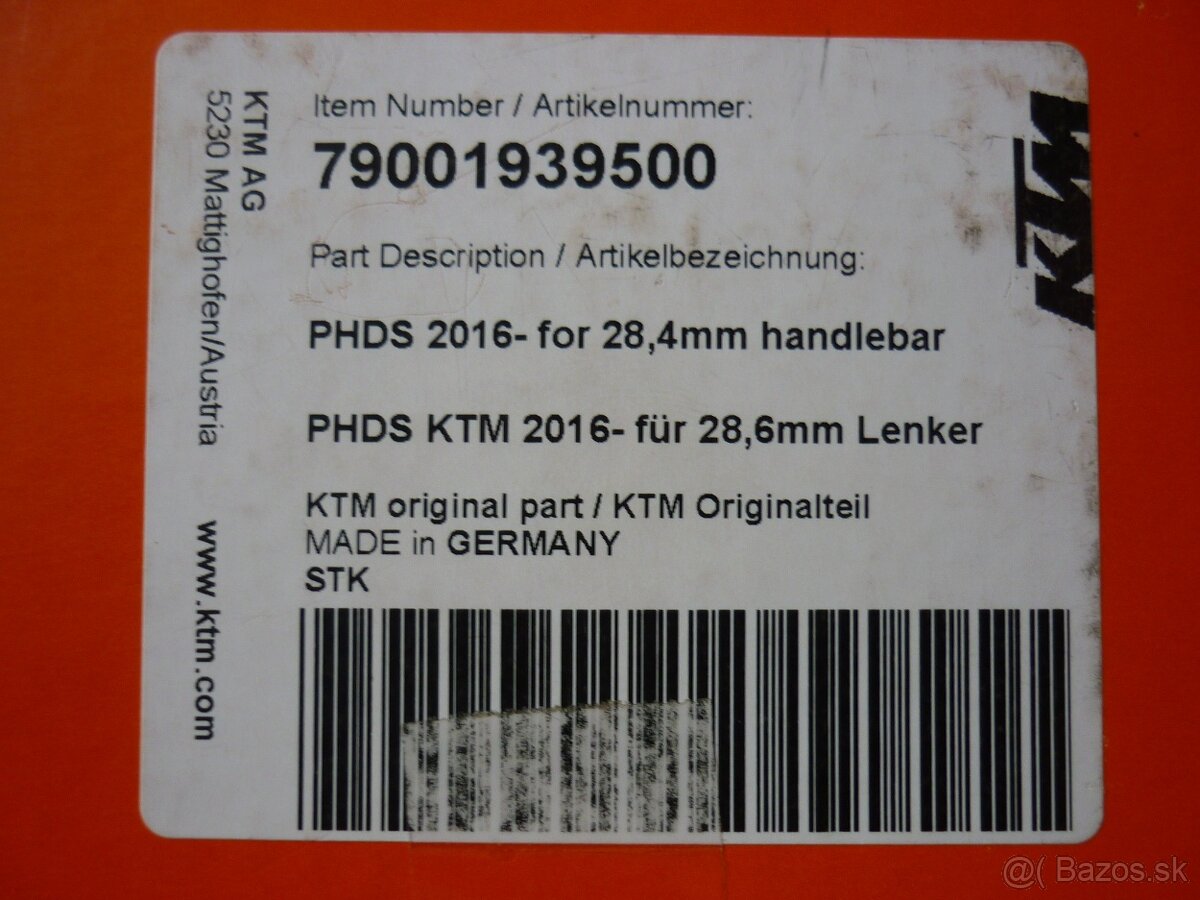 Item Number / Artikelnummer:
79001939500
Part Description / Artikelbezeichnung:
PHDS 2016- for 28,4mm handlebar
PHDS KTM 2016- für 28,6mm Lenker
KTM original part / KTM Originalteil
MADE in GERMANY
STK
KTM AG
5230 Mattighofen/Austria
www.ktm.com
KTM
@( Bazos.sk